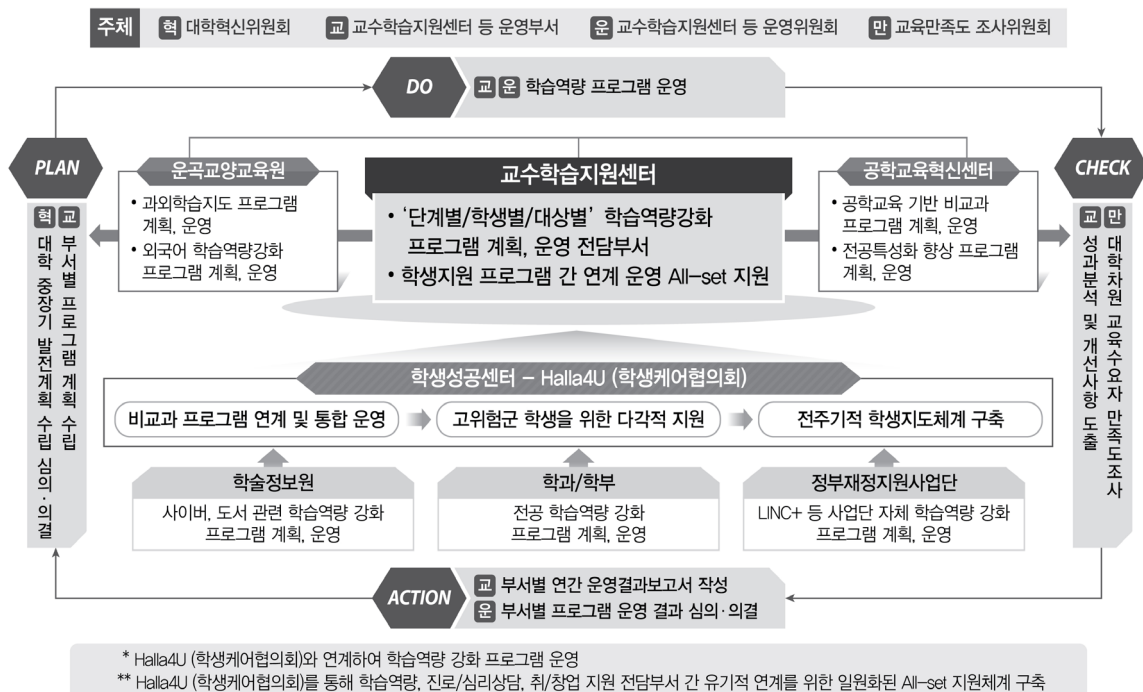 주체 혁 대학혁신위원회 교 교수학습지원센터 등 운영부서 운 교수학습지원센터 등 운영위원회 만 교육만족도 조사위원회
DO 교 운 학습역량 프로그램 운영
PLAN
혁 교
부서별 프로그램 계획 수립
대학 중장기 발전계획 수립 심의·의결
운곡교양교육원
• 과외학습지도 프로그램
계획, 운영
• 외국어 학습역량강화
프로그램 계획, 운영
교수학습지원센터
• ‘단계별/학생별/대상별’ 학습역량강화
프로그램 계획, 운영 전담부서
• 학생지원 프로그램 간 연계 운영 All-set 지원
공학교육혁신센터
• 공학교육 기반 비교과
프로그램 계획, 운영
• 전공특성화 향상 프로그램
계획, 운영
CHECK
교 만
대학차원 교육수요자 만족도조사
성과분석 및 개선사항 도출
학생성공센터 - Halla4U (학생케어협의회)
비교과 프로그램 연계 및 통합 운영
고위험군 학생을 위한 다각적 지원
전주기적 학생지도체계 구축
학술정보원
사이버, 도서 관련 학습역량 강화
프로그램 계획, 운영
학과/학부
전공 학습역량 강화
프로그램 계획, 운영
정부재정지원사업단
LINC+ 등 사업단 자체 학습역량 강화
프로그램 계획, 운영
ACTION
교 부서별 연간 운영결과보고서 작성
운 부서별 프로그램 운영 결과 심의·의결
* Halla4U (학생케어협의회)와 연계하여 학습역량 강화 프로그램 운영
** Halla4U (학생케어협의회)를 통해 학습역량, 진로/심리상담, 취/창업 지원 전담부서 간 유기적 연계를 위한 일원화된 All-set 지원체계 구축